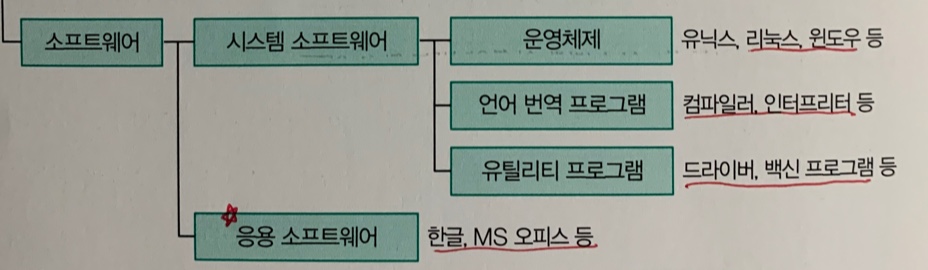 소프트웨어 시스템 소프트웨어 운영체제 유닉스, 리눅스, 윈도우 등
언어 번역 프로그램 컴파일러, 인터프리터 등
유틸리티 프로그램 드라이버, 백신 프로그램 등
응용 소프트웨어 한글, MS 오피스 등